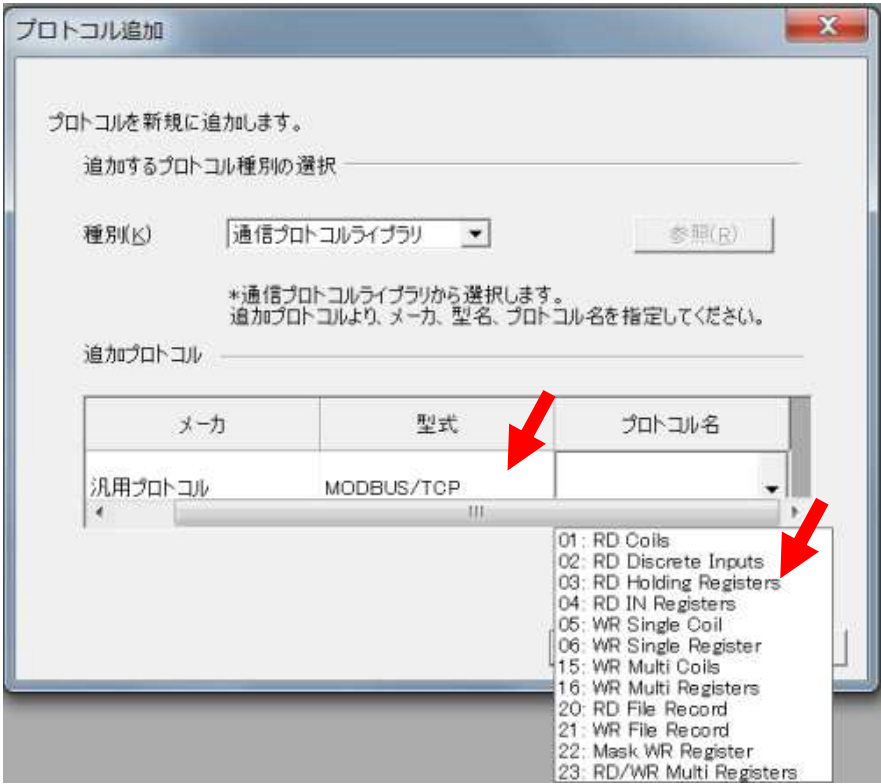 プロトコル追加
プロトコルを新規に追加します。
追加するプロトコル種別の選択
種別(K) 通信プロトコルライブラリ 参照(R)
*通信プロトコルライブラリから選択します。
追加プロトコルより、メーカ、型名、プロトコル名を指定してください。
追加プロトコル
メーカ 型式 プロトコル名
汎用プロトコル MODBUS/TCP
01: RD Coils
02: RD Discrete Inputs
03: RD Holding Registers
04: RD IN Registers
05: WR Single Coil
06: WR Single Register
15: WR Multi Coils
16: WR Multi Registers
20: RD File Record
21: WR File Record
22: Mask WR Register
23: RD/WR Multi Registers